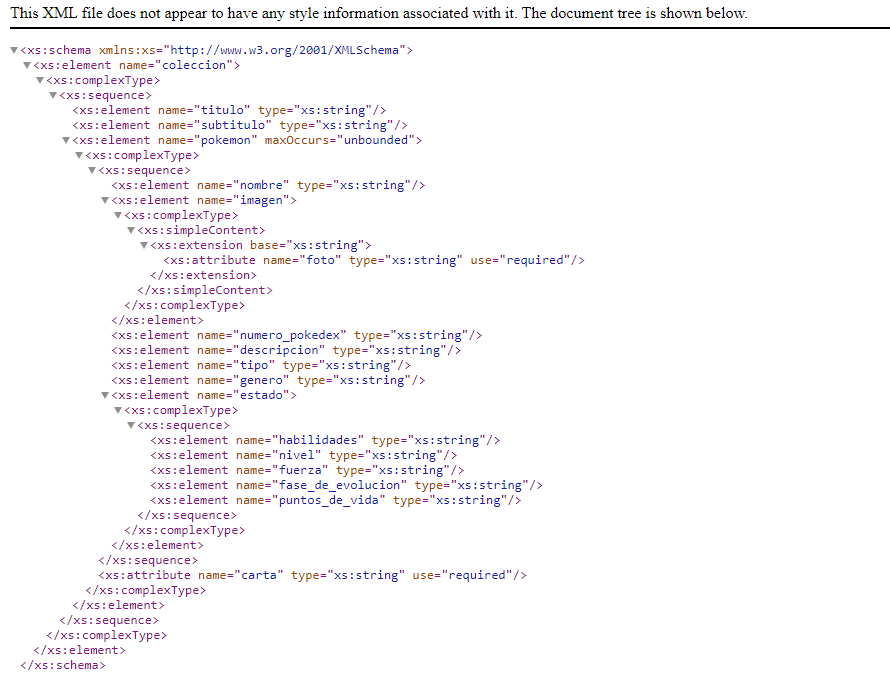 This XML file does not appear to have any style information associated with it. The document tree is shown below.
▼<xs:schema xmlns:xs="http://www.w3.org/2001/XMLSchema">
▼<xs:element name="coleccion">
▼<xs:complexType>
▼<xs:sequence>
<xs:element name="titulo" type="xs:string"/>
<xs:element name="subtitulo" type="xs:string"/>
▼<xs:element name="pokemon" maxOccurs="unbounded">
▼<xs:complexType>
▼<xs:sequence>
<xs:element name="nombre" type="xs:string"/>
▼<xs:element name="imagen">
▼<xs:complexType>
▼<xs:simpleContent>
▼<xs:extension base="xs:string">
<xs:attribute name="foto" type="xs:string" use="required"/>
</xs:extension>
</xs:simpleContent>
</xs:complexType>
</xs:element>
<xs:element name="numero_pokedex" type="xs:string"/>
<xs:element name="descripcion" type="xs:string"/>
<xs:element name="tipo" type="xs:string"/>
<xs:element name="genero" type="xs:string"/>
▼<xs:element name="estado">
▼<xs:complexType>
▼<xs:sequence>
<xs:element name="habilidades" type="xs:string"/>
<xs:element name="nivel" type="xs:string"/>
<xs:element name="fuerza" type="xs:string"/>
<xs:element name="fase_de_evolucion" type="xs:string"/>
<xs:element name="puntos_de_vida" type="xs:string"/>
</xs:sequence>
</xs:complexType>
</xs:element>
</xs:sequence>
<xs:attribute name="carta" type="xs:string" use="required"/>
</xs:complexType>
</xs:element>
</xs:sequence>
</xs:complexType>
</xs:element>
</xs:schema>